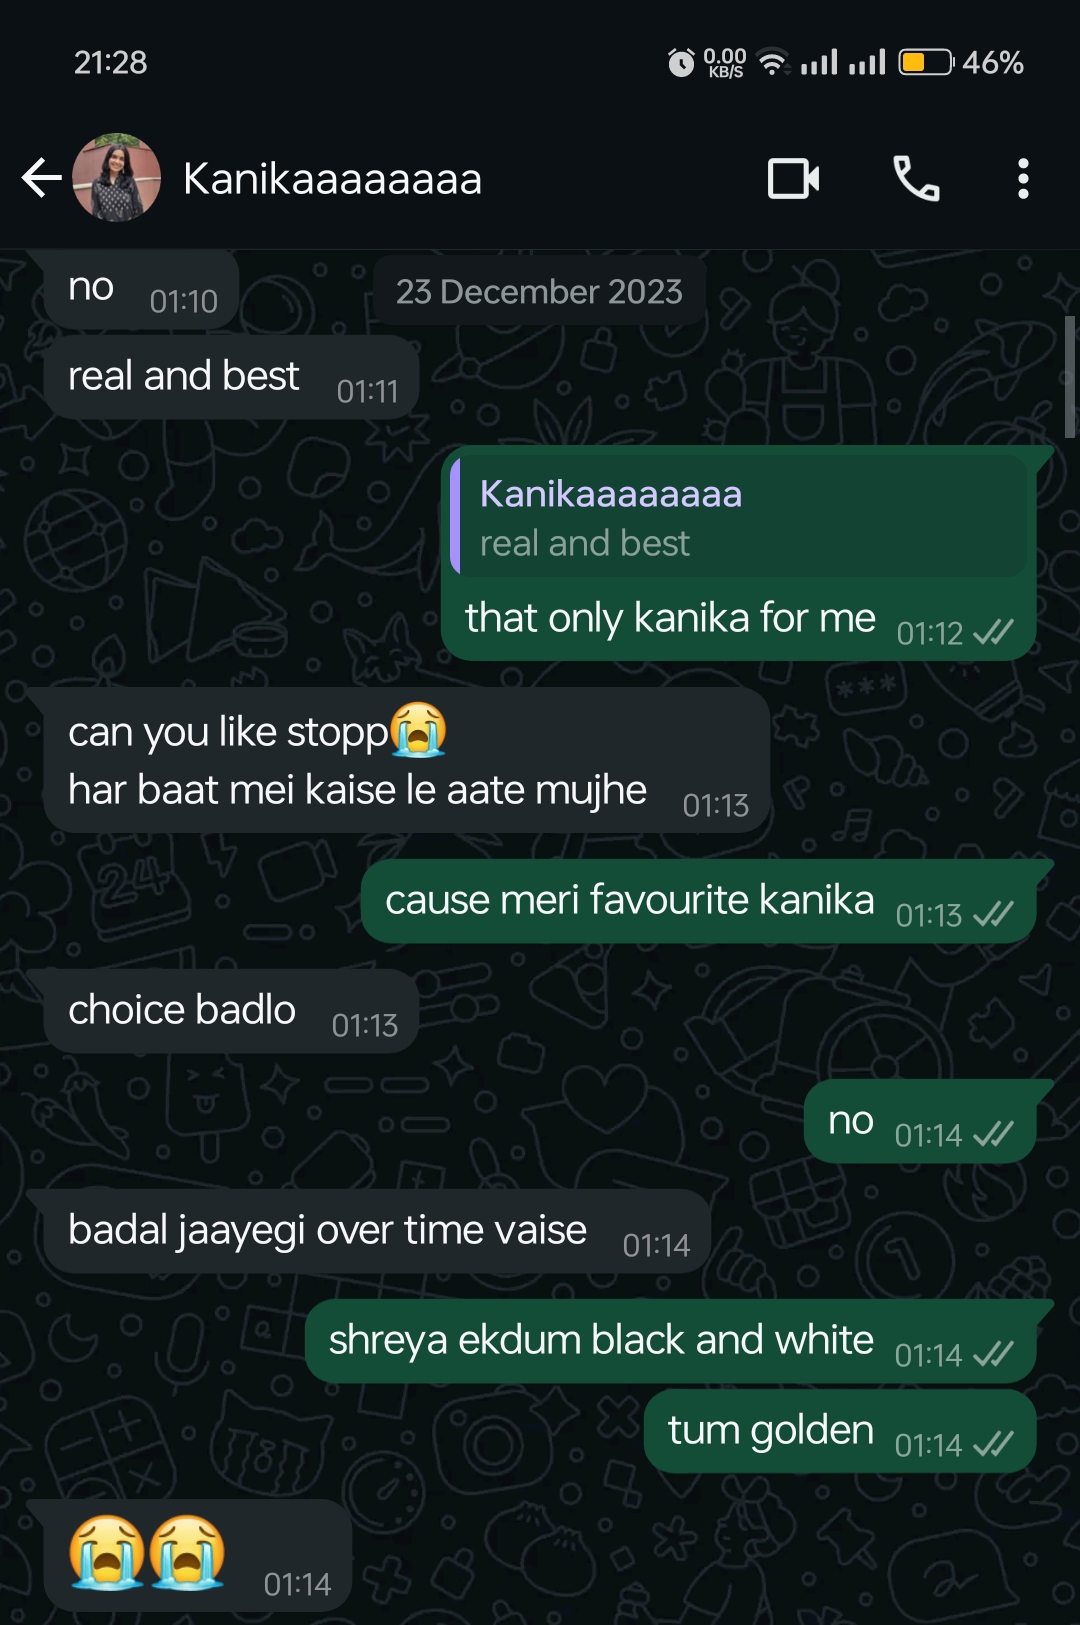 21:28
0.00
KB/S
46%
Kanikaaaaaaaa
no 01:10
23 December 2023
real and best 01:11
Kanikaaaaaaaa
real and best
that only kanika for me 01:12
can you like stopp😭
har baat mei kaise le aate mujhe 01:13
cause meri favourite kanika 01:13
choice badlo 01:13
no 01:14
badal jaayegi over time vaise 01:14
shreya ekdum black and white 01:14
tum golden 01:14
😭😭 01:14